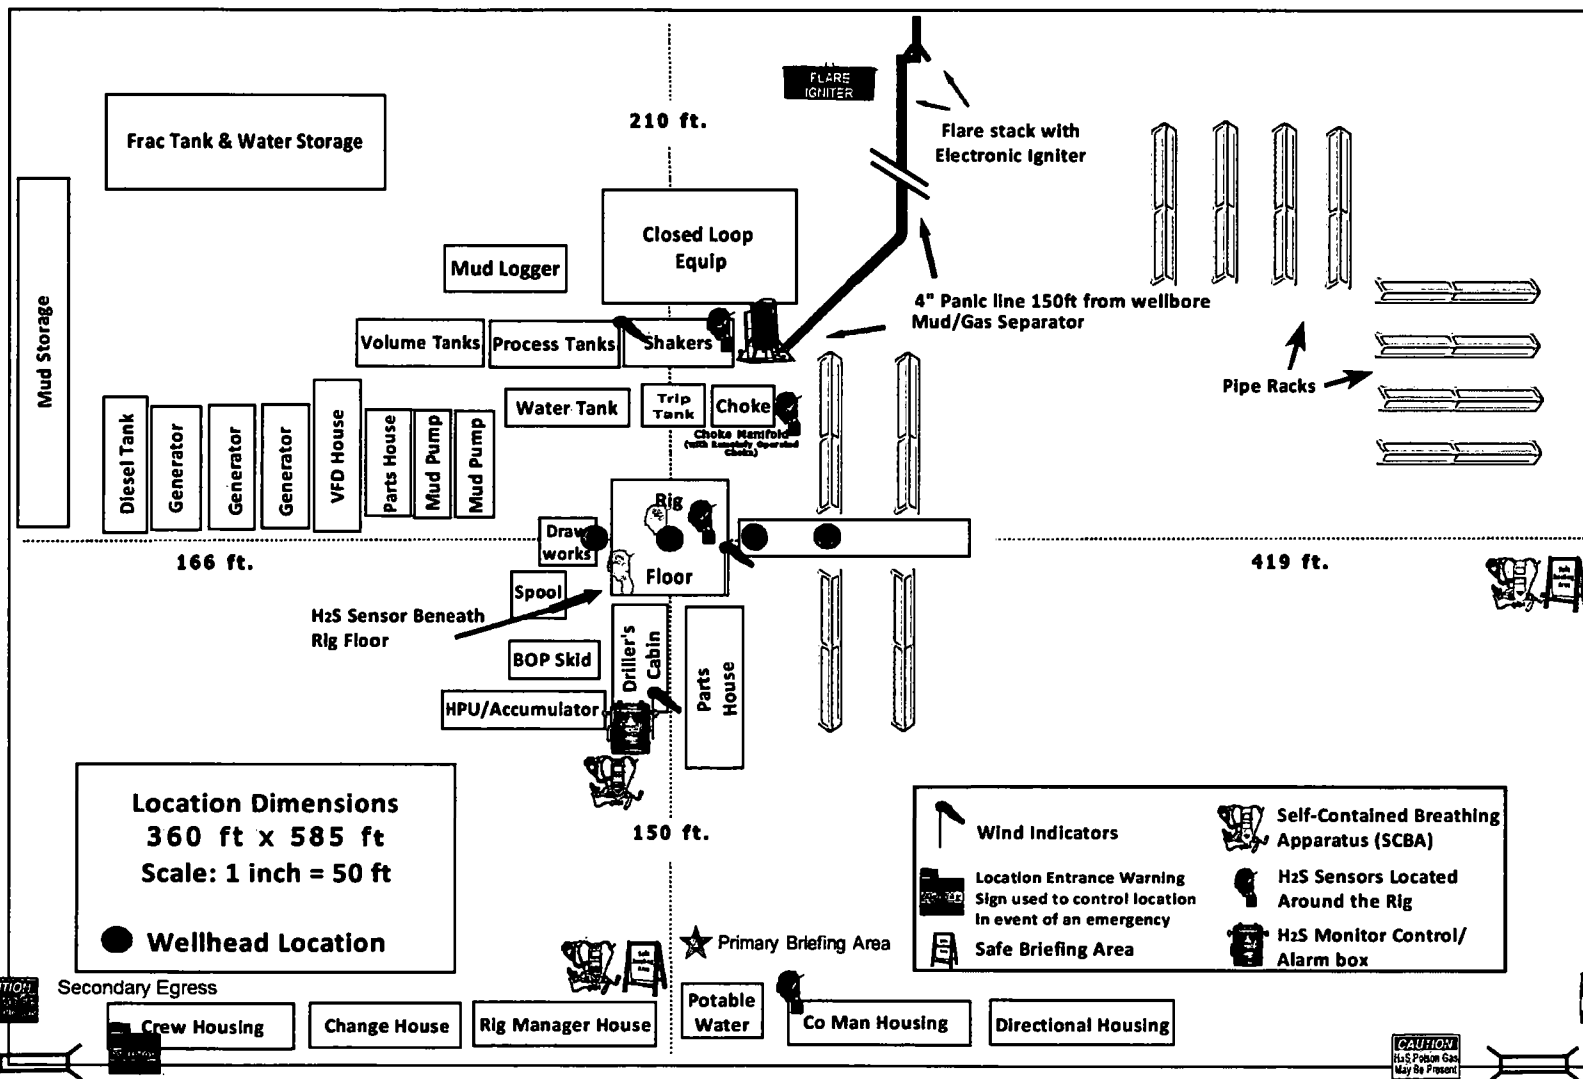 FLARE
IGNITER
210 ft.
Frac Tank & Water Storage
Flare stack with
Electronic Igniter
Closed Loop
Equip
Mud Logger
4" Panic line 150ft from wellbore
Mud/Gas Separator
Mud Storage
Volume Tanks
Process Tanks
Shakers
Pipe Racks
Water Tank
Trip
Tank
Choke
Choke Manifold
(with Remotely Operated
Choke)
Diesel Tank
Generator
Generator
Generator
VFD House
Parts House
Mud Pump
Mud Pump
Rig
Floor
Draw
works
166 ft.
419 ft.
Spool
H2S Sensor Beneath
Rig Floor
Driller's
Cabin
Parts
House
BOP Skid
HPU/Accumulator
Location Dimensions
360 ft x 585 ft
Scale: 1 inch = 50 ft
Wellhead Location
150 ft.
Wind Indicators
Location Entrance Warning
Sign used to control location
In event of an emergency
Safe Briefing Area
Self-Contained Breathing
Apparatus (SCBA)
H2S Sensors Located
Around the Rig
H2S Monitor Control/
Alarm box
Primary Briefing Area
Secondary Egress
Crew Housing
Change House
Rig Manager House
Potable
Water
Co Man Housing
Directional Housing
CAUTION
H2S Poison Gas
May Be Present